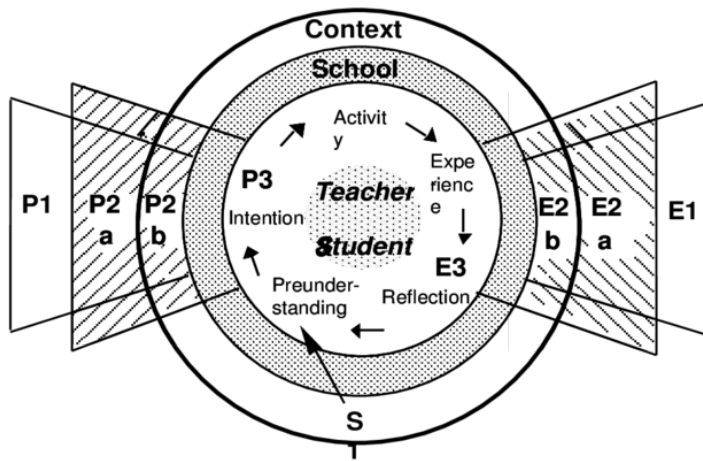 Context
School
Activit
y
Expe
rienc
e
P3
Teacher
&
Student
Intention
P1
P2
a
P2
b
E2
b
E2
a
E1
E3
Preunder-
standing
Reflection
S
1